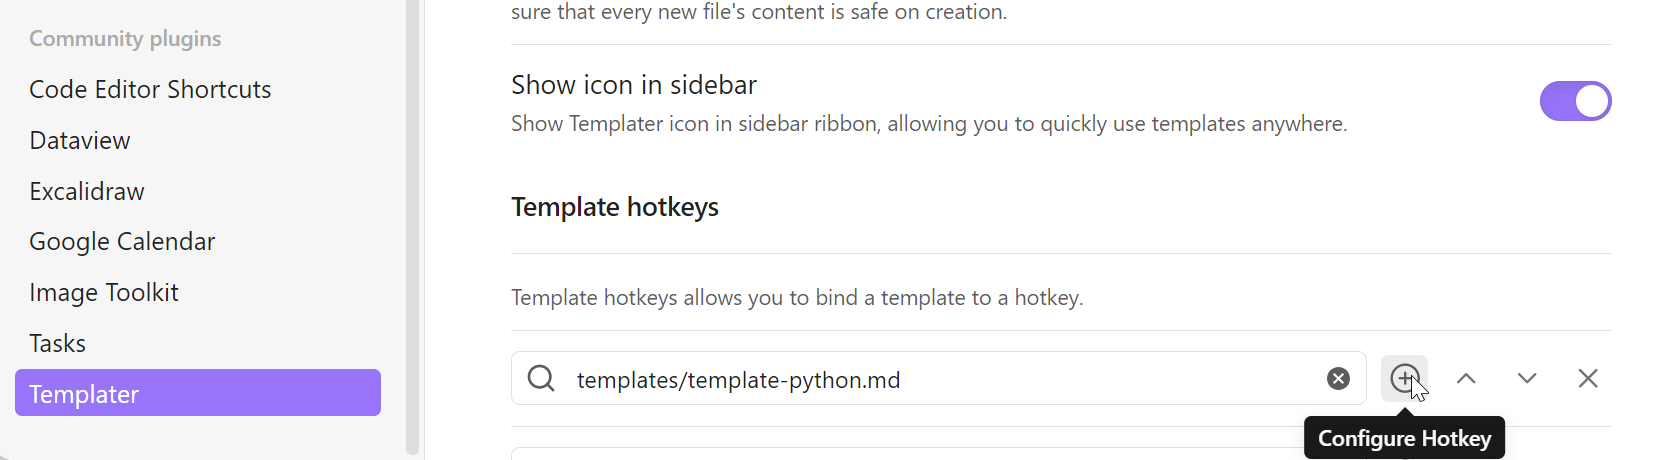 Community plugins
Code Editor Shortcuts
Dataview
Excalidraw
Google Calendar
Image Toolkit
Tasks
Templater
sure that every new file's content is safe on creation.
Show icon in sidebar
Show Templater icon in sidebar ribbon, allowing you to quickly use templates anywhere.
Template hotkeys
Template hotkeys allows you to bind a template to a hotkey.
templates/template-python.md
Configure Hotkey